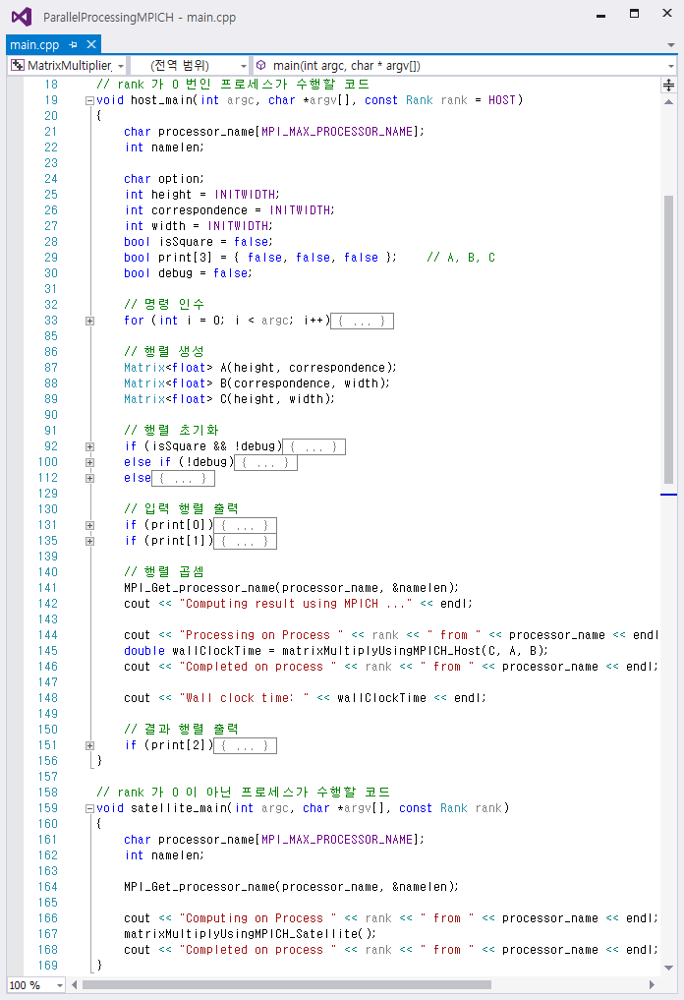 ParallelProcessingMPICH - main.cpp
main.cpp
MatrixMultiplier_ (전역 범위) main(int argc, char * argv[])
18 // rank 가 0 번인 프로세스가 수행할 코드
19 void host_main(int argc, char *argv[], const Rank rank = HOST)
20 {
21 char processor_name[MPI_MAX_PROCESSOR_NAME];
22 int namelen;
23
24 char option;
25 int height = INITWIDTH;
26 int correspondence = INITWIDTH;
27 int width = INITWIDTH;
28 bool isSquare = false;
29 bool print[3] = { false, false, false }; // A, B, C
30 bool debug = false;
31
32 // 명령 인수
33 for (int i = 0; i < argc; i++){ ... }
85
86 // 행렬 생성
87 Matrix<float> A(height, correspondence);
88 Matrix<float> B(correspondence, width);
89 Matrix<float> C(height, width);
90
91 // 행렬 초기화
92 if (isSquare && !debug){ ... }
100 else if (!debug){ ... }
112 else{ ... }
129
130 // 입력 행렬 출력
131 if (print[0]){ ... }
135 if (print[1]){ ... }
139
140 // 행렬 곱셈
141 MPI_Get_processor_name(processor_name, &namelen);
142 cout << "Computing result using MPICH ..." << endl;
143
144 cout << "Processing on Process " << rank << " from " << processor_name << endl
145 double wallClockTime = matrixMultiplyUsingMPICH_Host(C, A, B);
146 cout << "Completed on process " << rank << " from " << processor_name << endl;
147
148 cout << "Wall clock time: " << wallClockTime << endl;
149
150 // 결과 행렬 출력
151 if (print[2]){ ... }
156 }
157
158 // rank 가 0 이 아닌 프로세스가 수행할 코드
159 void satellite_main(int argc, char *argv[], const Rank rank)
160 {
161 char processor_name[MPI_MAX_PROCESSOR_NAME];
162 int namelen;
163
164 MPI_Get_processor_name(processor_name, &namelen);
165
166 cout << "Computing on Process " << rank << " from " << processor_name << endl;
167 matrixMultiplyUsingMPICH_Satellite();
168 cout << "Completed on process " << rank << " from " << processor_name << endl;
169 }
100 %